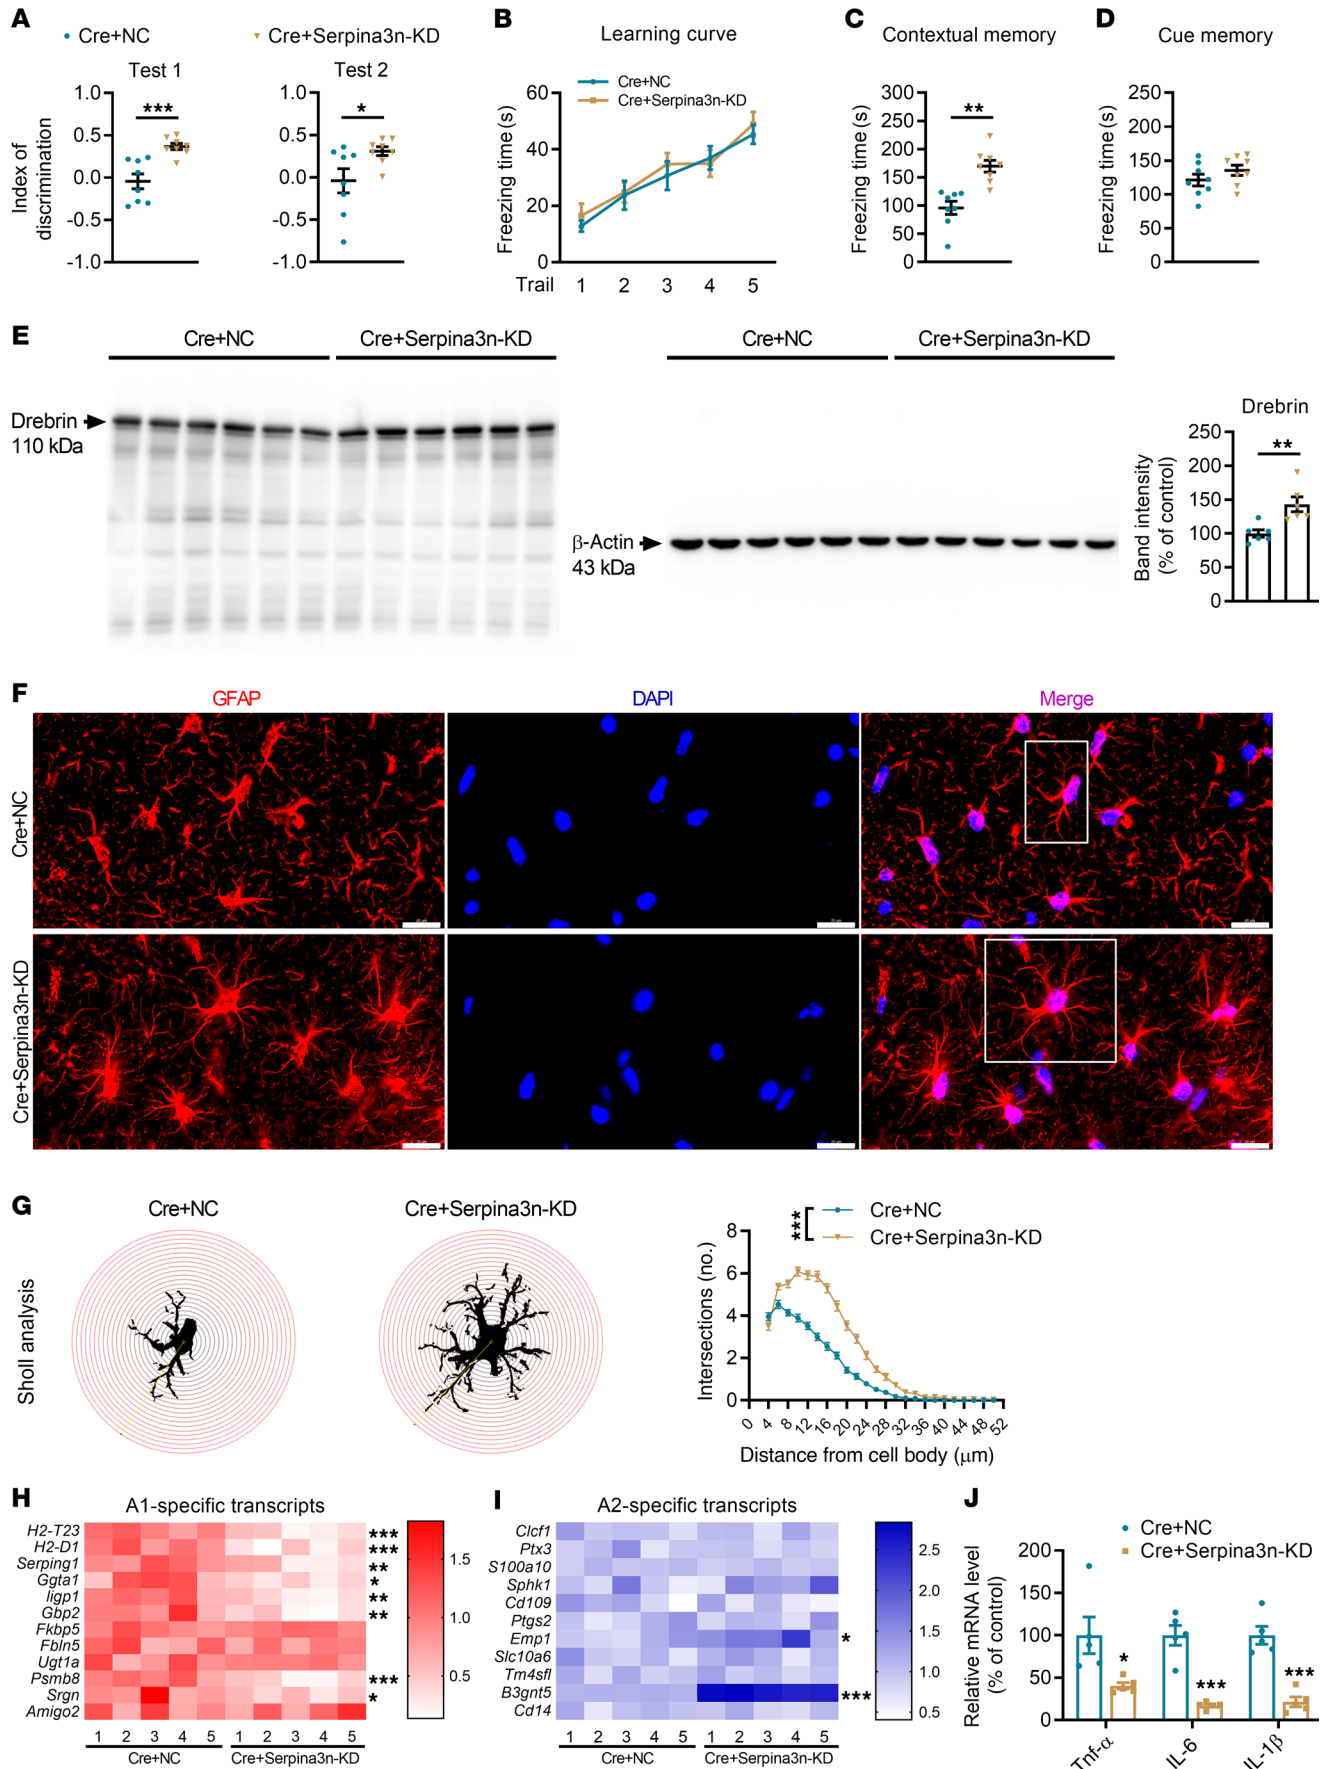 A
Cre+NC
Cre+Serpina3n-KD
Test 1
Test 2
Index of
discrimination
1.0
0.5
0.0
-0.5
-1.0
***
1.0
0.5
0.0
-0.5
-1.0
*
B
Learning curve
Cre+NC
Cre+Serpina3n-KD
Freezing time (s)
60
40
20
0
Trail 1 2 3 4 5
C
Contextual memory
Freezing time (s)
300
250
200
150
100
50
0
**
D
Cue memory
Freezing time (s)
250
200
150
100
50
0
E
Cre+NC Cre+Serpina3n-KD
Drebrin
110 kDa
Cre+NC Cre+Serpina3n-KD
β-Actin
43 kDa
Drebrin
Band intensity
(% of control)
250
200
150
100
50
0
**
F
GFAP DAPI Merge
Cre+NC
Cre+Serpina3n-KD
G
Sholl analysis
Cre+NC
Cre+Serpina3n-KD
***
Cre+NC
Cre+Serpina3n-KD
Intersections (no.)
8
6
4
2
0
0 4 8 12 16 20 24 28 32 36 40 44 48 52
Distance from cell body (μm)
H
A1-specific transcripts
H2-T23 ***
H2-D1 ***
Serping1 **
Ggta1 *
Iigp1 **
Gbp2 **
Fkbp5
Fbln5
Ugt1a
Psmb8 ***
Srgn *
Amigo2
1 2 3 4 5 1 2 3 4 5
Cre+NC Cre+Serpina3n-KD
1.5
1.0
0.5
I
A2-specific transcripts
Clcf1
Ptx3
S100a10
Sphk1
Cd109
Ptgs2
Emp1 *
Slc10a6
Tm4sfl
B3gnt5 ***
Cd14
1 2 3 4 5 1 2 3 4 5
Cre+NC Cre+Serpina3n-KD
2.5
2.0
1.5
1.0
0.5
J
Cre+NC
Cre+Serpina3n-KD
Relative mRNA level
(% of control)
200
150
100
50
0
*
***
***
Tnf-α IL-6 IL-1β